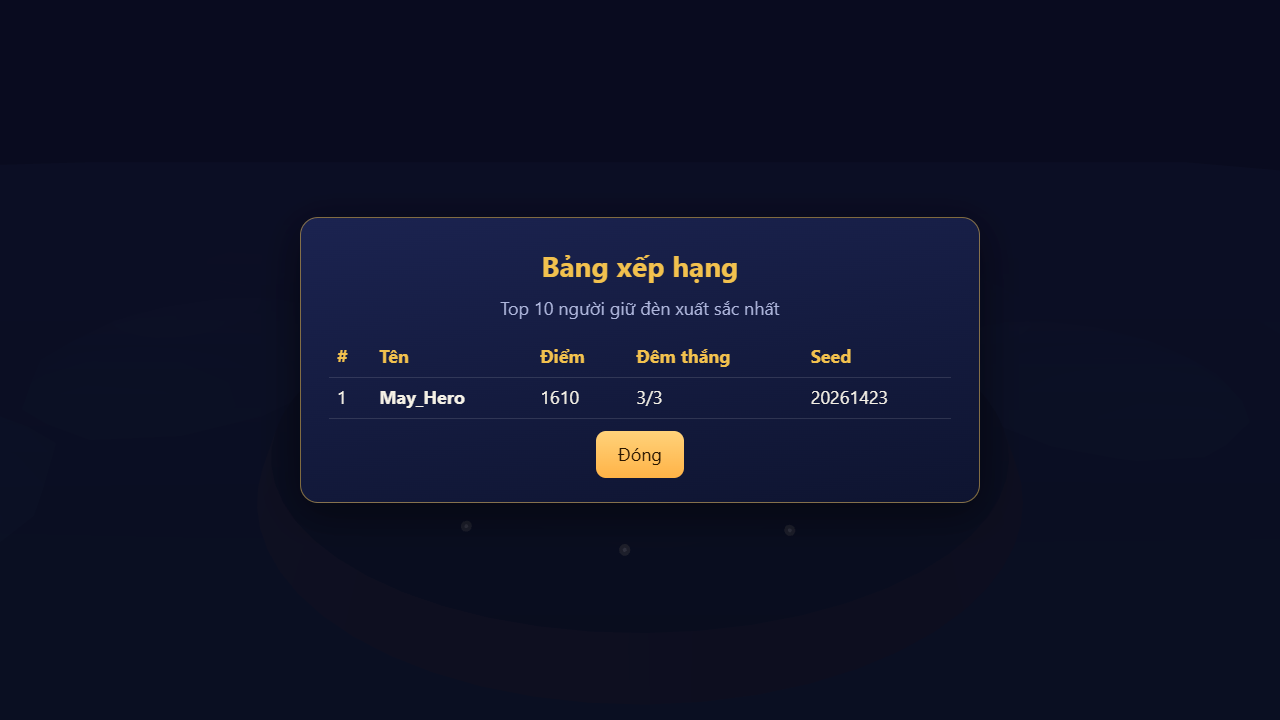 Bảng xếp hạng
Top 10 người giữ đèn xuất sắc nhất
# Tên Điểm Đêm thắng Seed
1 May_Hero 1610 3/3 20261423
Đóng